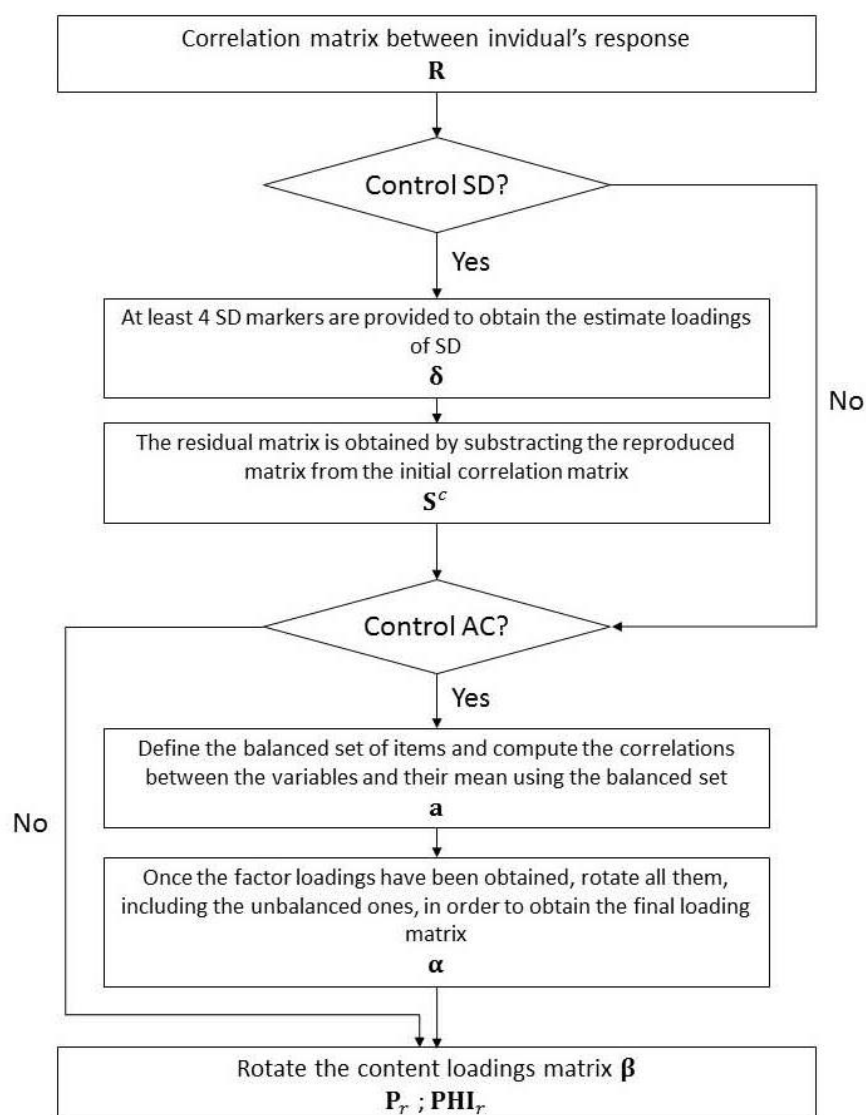 Correlation matrix between invidual's response
R
Control SD?
Yes
At least 4 SD markers are provided to obtain the estimate loadings
of SD
δ
No
The residual matrix is obtained by substracting the reproduced
matrix from the initial correlation matrix
Sᶜ
Control AC?
Yes
Define the balanced set of items and compute the correlations
between the variables and their mean using the balanced set
a
No
Once the factor loadings have been obtained, rotate all them,
including the unbalanced ones, in order to obtain the final loading
matrix
α
Rotate the content loadings matrix β
Pᵣ ; PHIᵣ